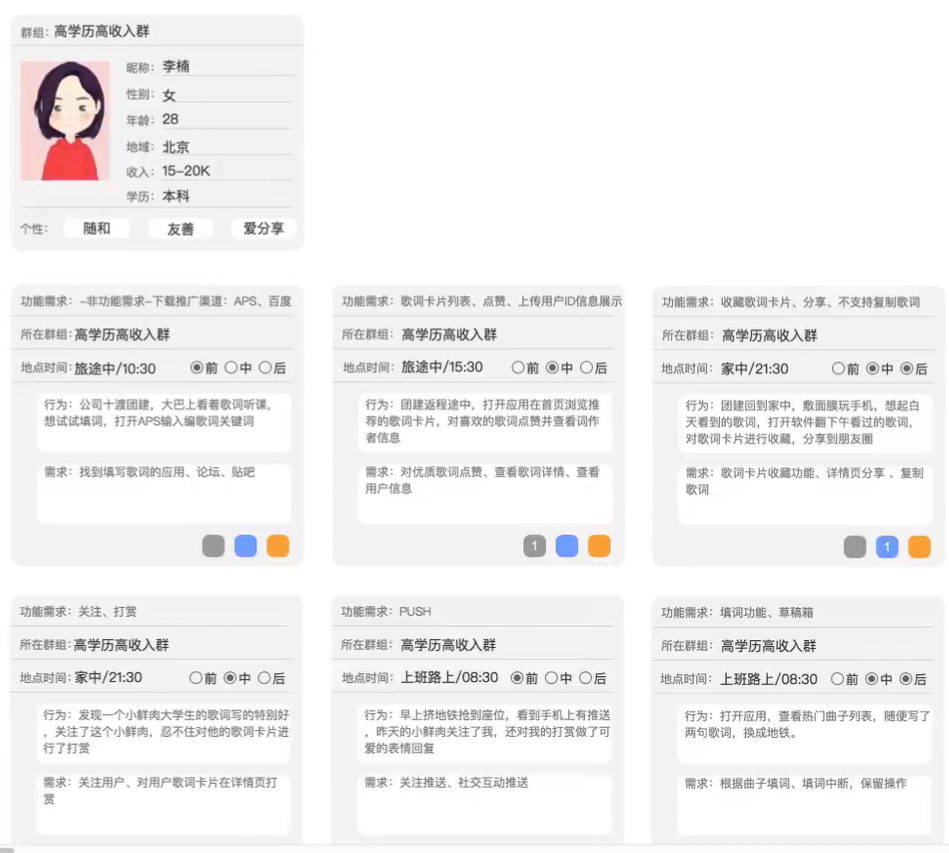 群组：高学历高收入群
昵称：李楠
性别：女
年龄：28
地域：北京
收入：15-20K
学历：本科
个性：随和 友善 爱分享
功能需求：-非功能需求-下载推广渠道：APS、百度
所在群组：高学历高收入群
地点时间：旅途中/10:30 前 中 后
行为：公司十渡团建，大巴上看着歌词听课，
想试试填词，打开APS输入编歌词关键词
需求：找到填写歌词的应用、论坛、贴吧
功能需求：歌词卡片列表、点赞、上传用户ID信息展示
所在群组：高学历高收入群
地点时间：旅途中/15:30 前 中 后
行为：团建返程途中，打开应用在首页浏览推
荐的歌词卡片，对喜欢的歌词点赞并查看词作
者信息
需求：对优质歌词点赞、查看歌词详情、查看
用户信息
1
功能需求：收藏歌词卡片、分享、不支持复制歌词
所在群组：高学历高收入群
地点时间：家中/21:30 前 中 后
行为：团建回到家中，敷面膜玩手机，想起白
天看到的歌词，打开软件翻下午看过的歌词，
对歌词卡片进行收藏，分享到朋友圈
需求：歌词卡片收藏功能、详情页分享 、复制
歌词
1
功能需求：关注、打赏
所在群组：高学历高收入群
地点时间：家中/21:30 前 中 后
行为：发现一个小鲜肉大学生的歌词写的特别好
，关注了这个小鲜肉，忍不住对他的歌词卡片进
行了打赏
需求：关注用户、对用户歌词卡片在详情页打
赏
功能需求：PUSH
所在群组：高学历高收入群
地点时间：上班路上/08:30 前 中 后
行为：早上挤地铁抢到座位，看到手机上有推送
，昨天的小鲜肉关注了我，还对我的打赏做了可
爱的表情回复
需求：关注推送、社交互动推送
功能需求：填词功能、草稿箱
所在群组：高学历高收入群
地点时间：上班路上/08:30 前 中 后
行为：打开应用，查看热门曲子列表，随便写了
两句歌词，换成地铁。
需求：根据曲子填词、填词中断，保留操作